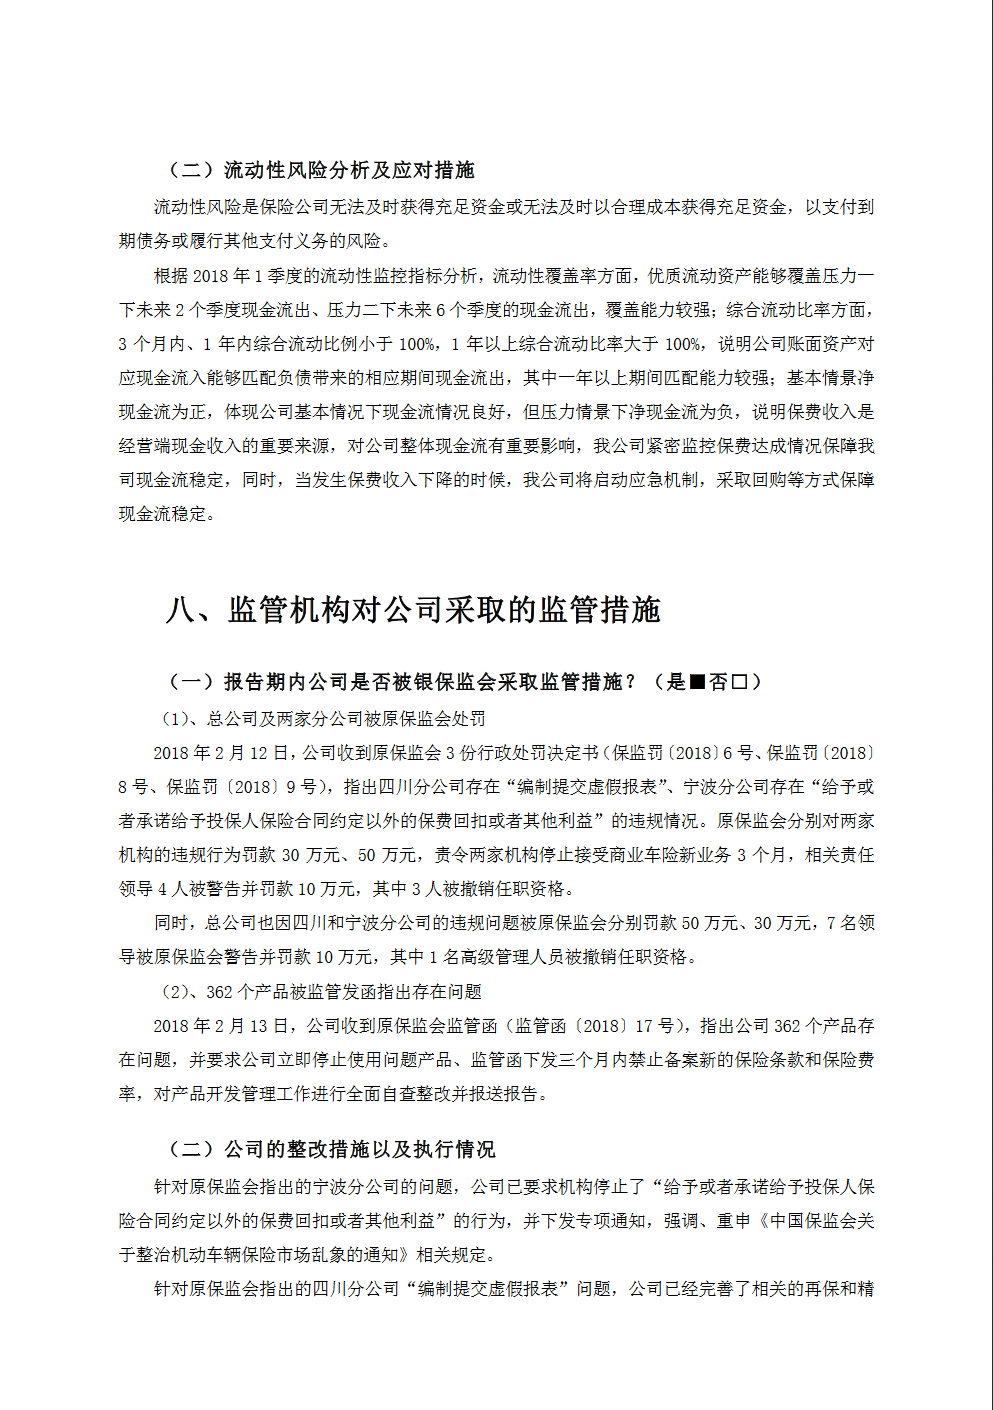 （二）流动性风险分析及应对措施
流动性风险是保险公司无法及时获得充足资金或无法及时以合理成本获得充足资金，以支付到
期债务或履行其他支付义务的风险。
根据 2018 年 1 季度的流动性监控指标分析，流动性覆盖率方面，优质流动资产能够覆盖压力一
下未来 2 个季度现金流出、压力二下未来 6 个季度的现金流出，覆盖能力较强；综合流动比率方面，
3 个月内、1 年内综合流动比例小于 100%，1 年以上综合流动比率大于 100%，说明公司账面资产对
应现金流入能够匹配负债带来的相应期间现金流出，其中一年以上期间匹配能力较强；基本情景净
现金流为正，体现公司基本情况下现金流情况良好，但压力情景下净现金流为负，说明保费收入是
经营端现金收入的重要来源，对公司整体现金流有重要影响，我公司紧密监控保费达成情况保障我
司现金流稳定，同时，当发生保费收入下降的时候，我公司将启动应急机制，采取回购等方式保障
现金流稳定。
八、监管机构对公司采取的监管措施
（一）报告期内公司是否被银保监会采取监管措施？（是■否□）
（1）、总公司及两家分公司被原保监会处罚
2018 年 2 月 12 日，公司收到原保监会 3 份行政处罚决定书（保监罚〔2018〕6 号、保监罚〔2018〕
8 号、保监罚〔2018〕9 号），指出四川分公司存在“编制提交虚假报表”、宁波分公司存在“给予或
者承诺给予投保人保险合同约定以外的保费回扣或者其他利益”的违规情况。原保监会分别对两家
机构的违规行为罚款 30 万元、50 万元，责令两家机构停止接受商业车险新业务 3 个月，相关责任
领导 4 人被警告并罚款 10 万元，其中 3 人被撤销任职资格。
同时，总公司也因四川和宁波分公司的违规问题被原保监会分别罚款 50 万元、30 万元，7 名领
导被原保监会警告并罚款 10 万元，其中 1 名高级管理人员被撤销任职资格。
（2）、362 个产品被监管发函指出存在问题
2018 年 2 月 13 日，公司收到原保监会监管函（监管函〔2018〕17 号），指出公司 362 个产品存
在问题，并要求公司立即停止使用问题产品、监管函下发三个月内禁止备案新的保险条款和保险费
率，对产品开发管理工作进行全面自查整改并报送报告。
（二）公司的整改措施以及执行情况
针对原保监会指出的宁波分公司的问题，公司已要求机构停止了“给予或者承诺给予投保人保
险合同约定以外的保费回扣或者其他利益”的行为，并下发专项通知，强调、重申《中国保监会关
于整治机动车辆保险市场乱象的通知》相关规定。
针对原保监会指出的四川分公司“编制提交虚假报表”问题，公司已经完善了相关的再保和精